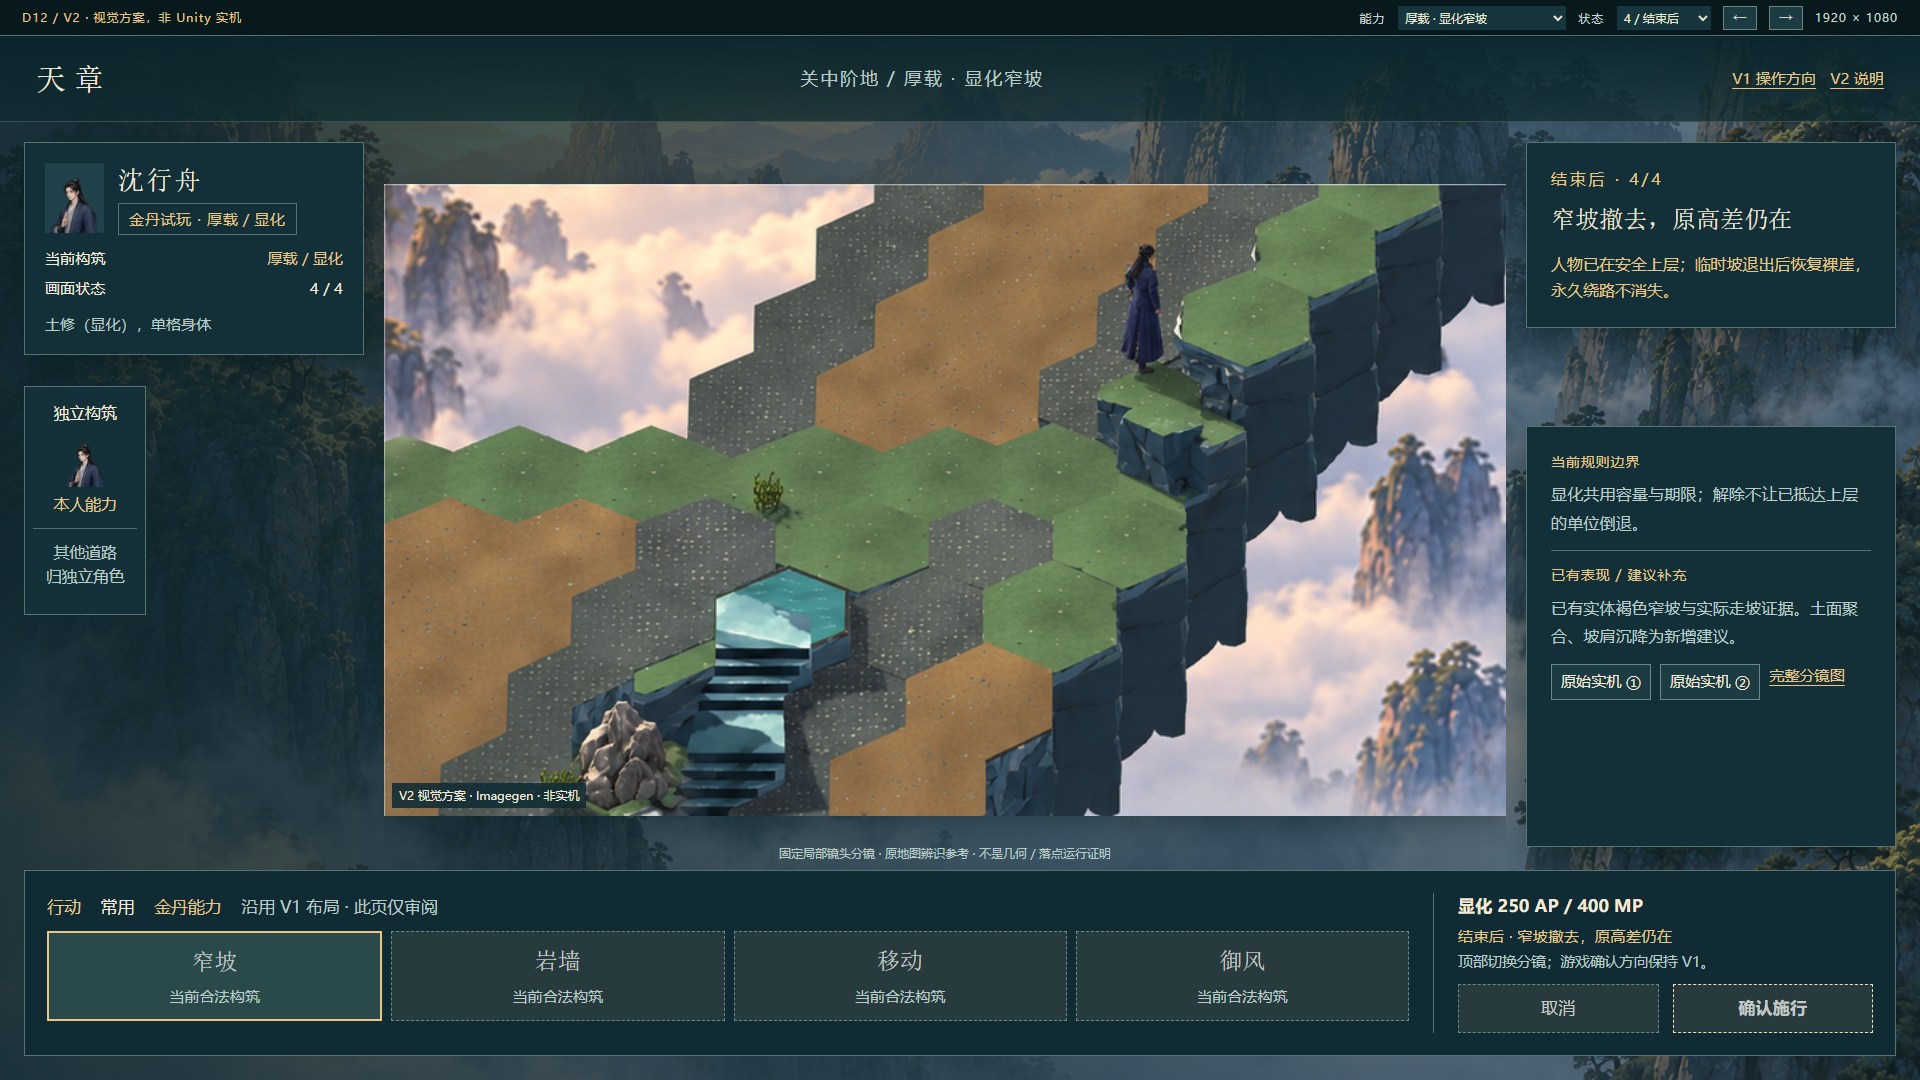 D12 / V2 · 视觉方案，非 Unity 实机
能力 厚载 · 显化窄坡 状态 4 / 结束后 ← → 1920 × 1080
天章
关中阶地 / 厚载 · 显化窄坡
V1 操作方向 V2 说明
沈行舟
金丹试玩 · 厚载 / 显化
当前构筑 厚载 / 显化
画面状态 4 / 4
土修（显化），单格身体
独立构筑
本人能力
其他道路
归独立角色
V2 视觉方案 · Imagegen · 非实机
固定局部镜头分镜 · 原地图辨识参考 · 不是几何 / 落点运行证明
结束后 · 4/4
窄坡撤去，原高差仍在
人物已在安全上层；临时坡退出后恢复裸崖，
永久绕路不消失。
当前规则边界
显化共用容量与期限；解除不让已抵达上层
的单位倒退。
已有表现 / 建议补充
已有实体褐色窄坡与实际走坡证据。土面聚
合、坡肩沉降为新增建议。
原始实机 ① 原始实机 ② 完整分镜图
行动 常用 金丹能力 沿用 V1 布局 · 此页仅审阅
窄坡
当前合法构筑
岩墙
当前合法构筑
移动
当前合法构筑
御风
当前合法构筑
显化 250 AP / 400 MP
结束后 · 窄坡撤去，原高差仍在
顶部切换分镜；游戏确认方向保持 V1。
取消 确认施行